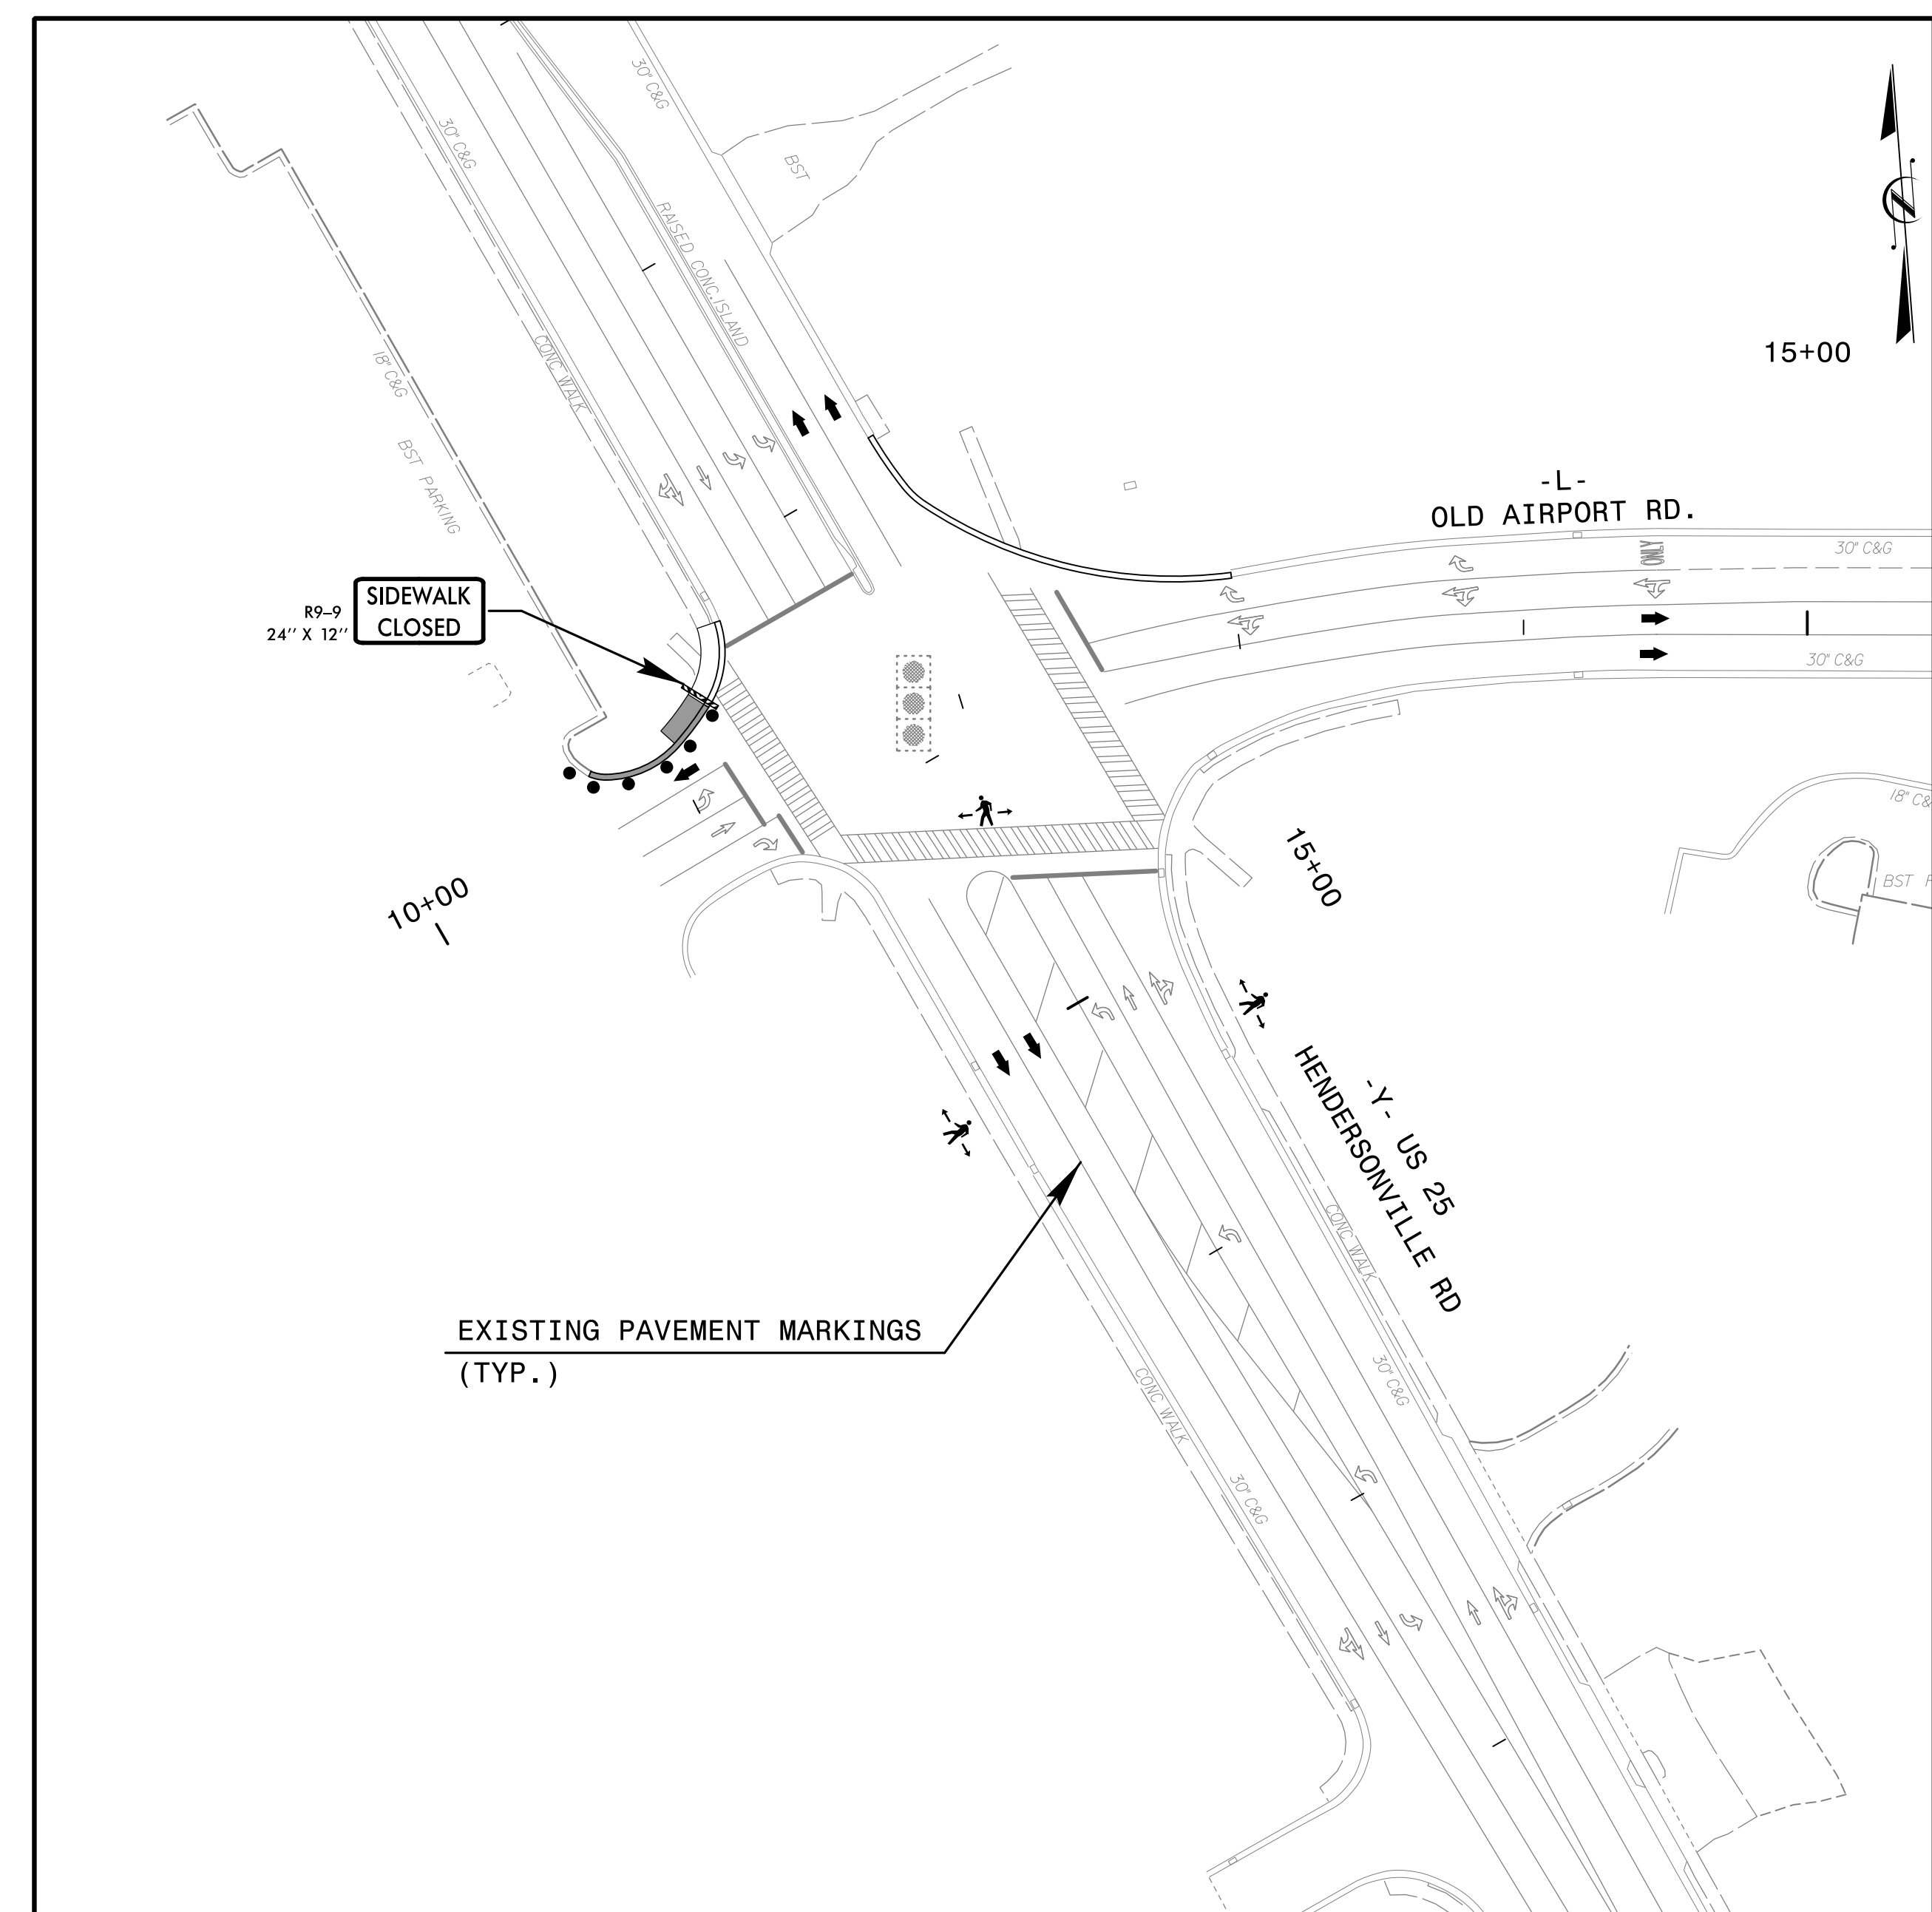 30" C&G
30" C&G
BST
RAISED CONC. ISLAND
18" C&G
CONC WALK
BST PARKING
N
15+00
-L-
OLD AIRPORT RD.
ONLY
30" C&G
30" C&G
R9-9
24'' X 12''
SIDEWALK
CLOSED
10+00
15+00
-Y- US 25
HENDERSONVILLE RD
CONC WALK
30" C&G
EXISTING PAVEMENT MARKINGS
(TYP.)
CONC WALK
30" C&G
18" C&
BST